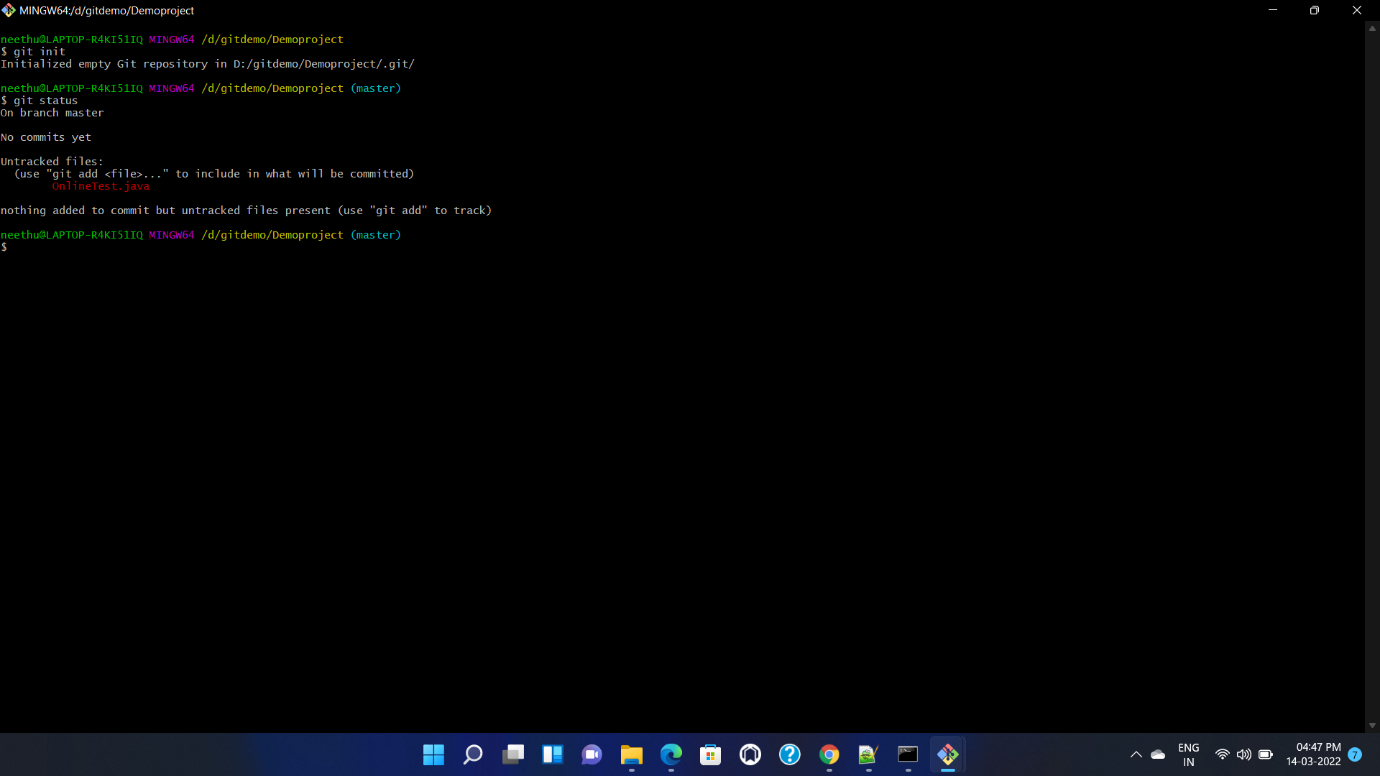 MINGW64:/d/gitdemo/Demoproject
neethu@LAPTOP-R4KI51IQ MINGW64 /d/gitdemo/Demoproject
$ git init
Initialized empty Git repository in D:/gitdemo/Demoproject/.git/
neethu@LAPTOP-R4KI51IQ MINGW64 /d/gitdemo/Demoproject (master)
$ git status
On branch master
No commits yet
Untracked files:
(use "git add <file>..." to include in what will be committed)
OnlineTest.java
nothing added to commit but untracked files present (use "git add" to track)
neethu@LAPTOP-R4KI51IQ MINGW64 /d/gitdemo/Demoproject (master)
$
ENG
IN
04:47 PM
14-03-2022
7